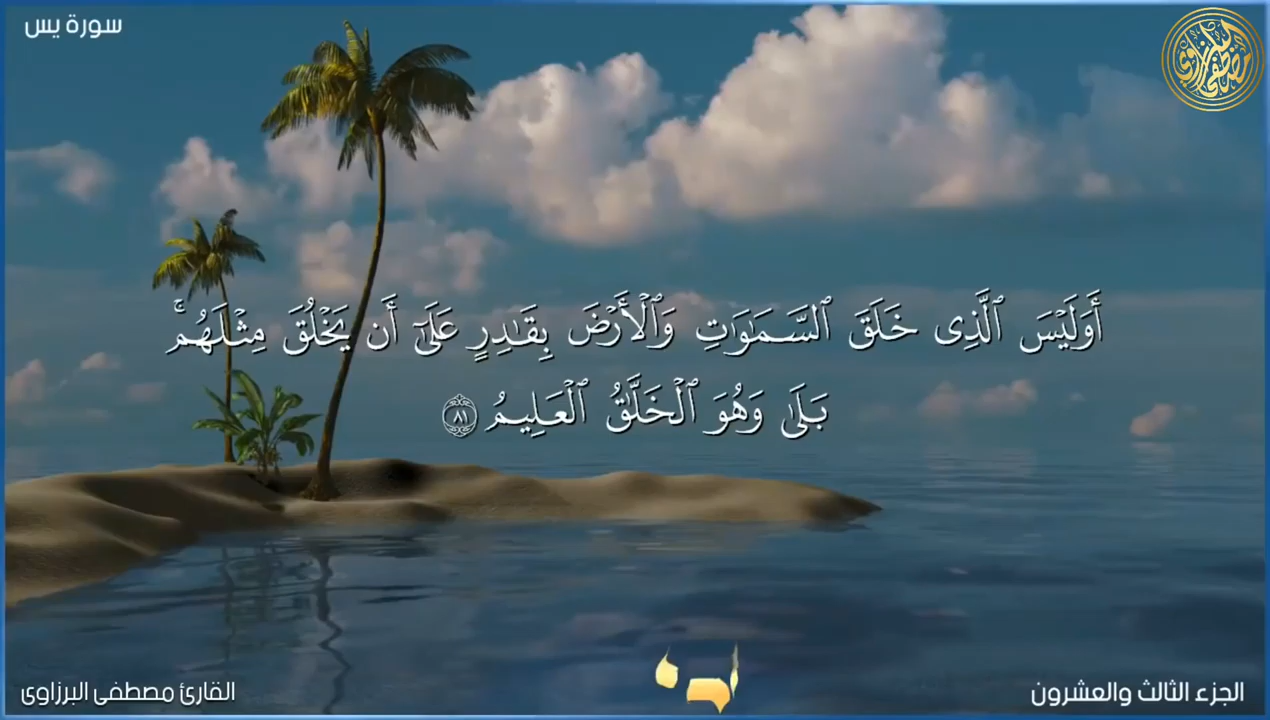 سورة يس
أَوَلَيْسَ ٱلَّذِى خَلَقَ ٱلسَّمَـٰوَٰتِ وَٱلْأَرْضَ بِقَـٰدِرٍ عَلَىٰٓ أَن يَخْلُقَ مِثْلَهُم ۚ
بَلَىٰ وَهُوَ ٱلْخَلَّـٰقُ ٱلْعَلِيمُ ٨١
الجزء الثالث والعشرون
القارئ مصطفى البرزاوى